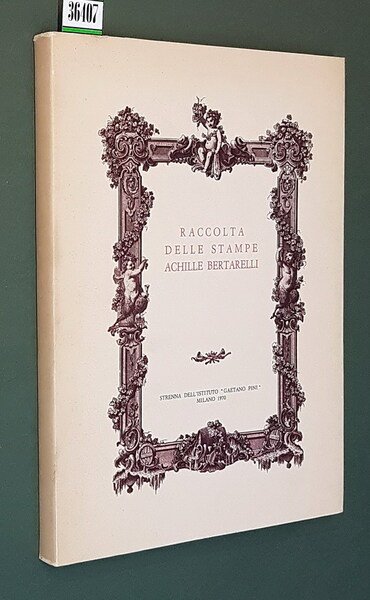 36407
RACCOLTA
DELLE STAMPE
ACHILLE BERTARELLI
STRENNA DELL'ISTITUTO "GAETANO PINI"
MILANO 1970